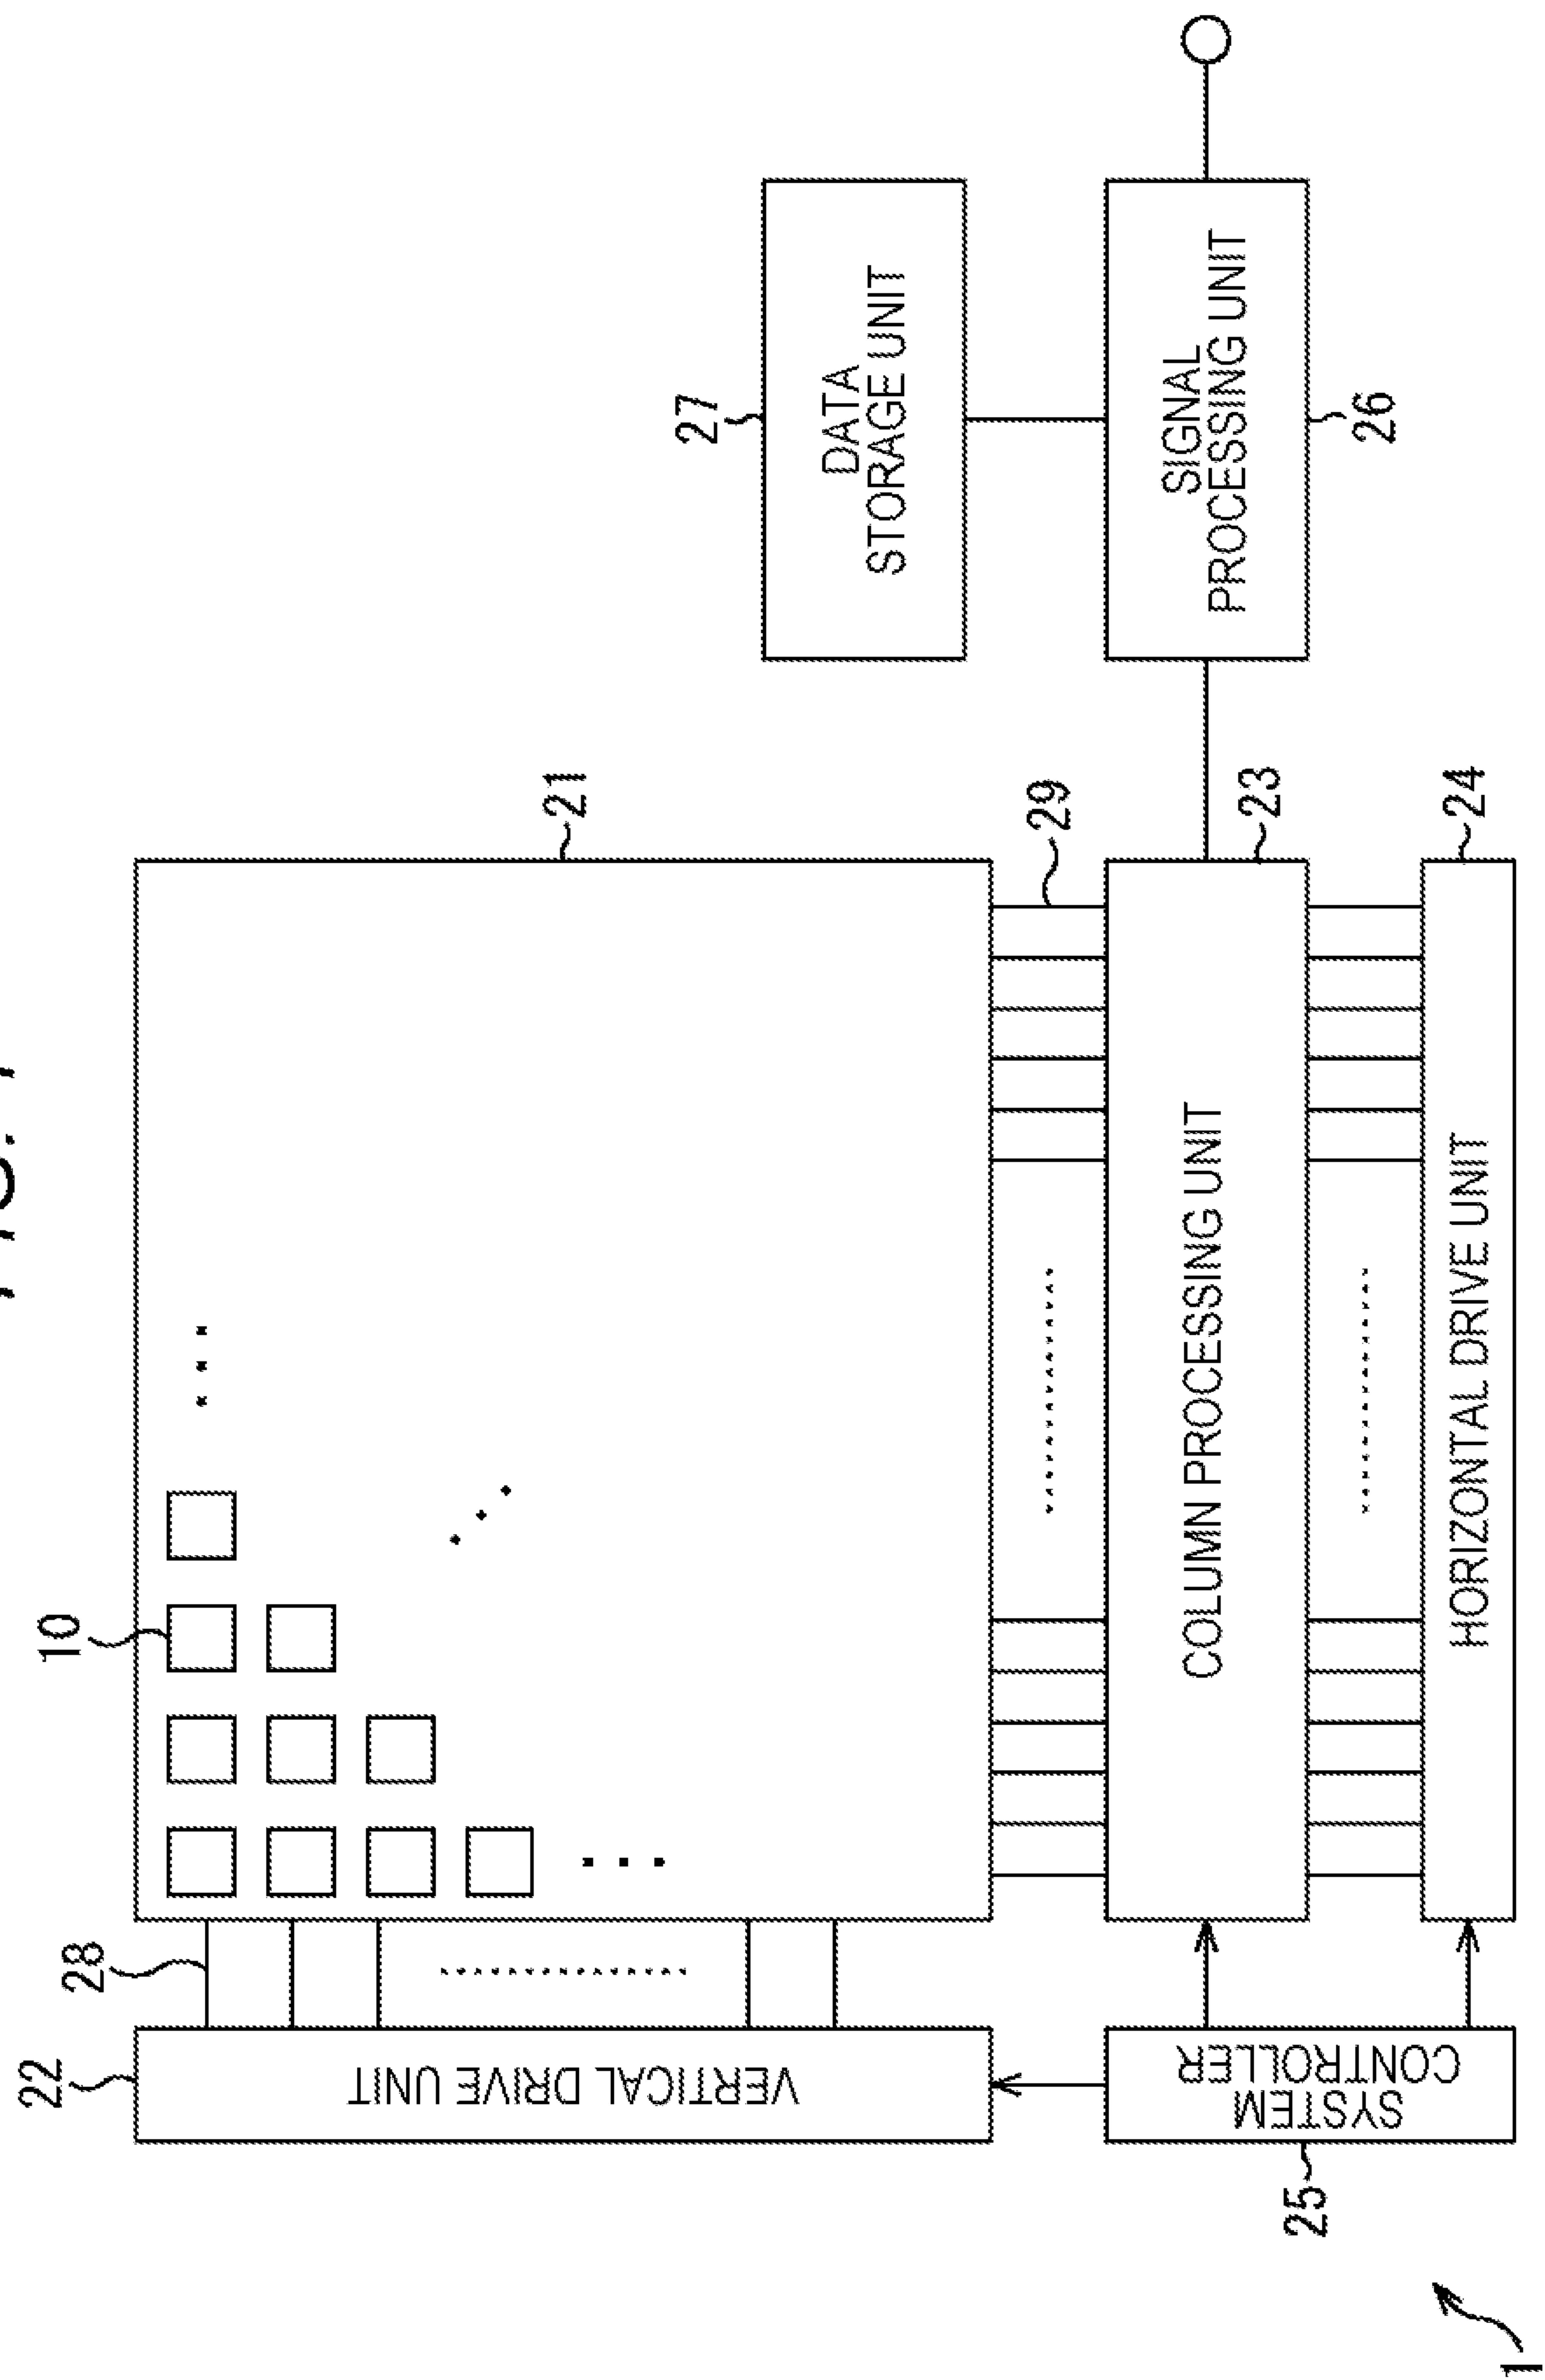 10
28
22
VERTICAL DRIVE UNIT
21
29
27
DATA
STORAGE UNIT
SIGNAL
PROCESSING UNIT
26
COLUMN PROCESSING UNIT
23
HORIZONTAL DRIVE UNIT
24
SYSTEM
CONTROLLER
25
1